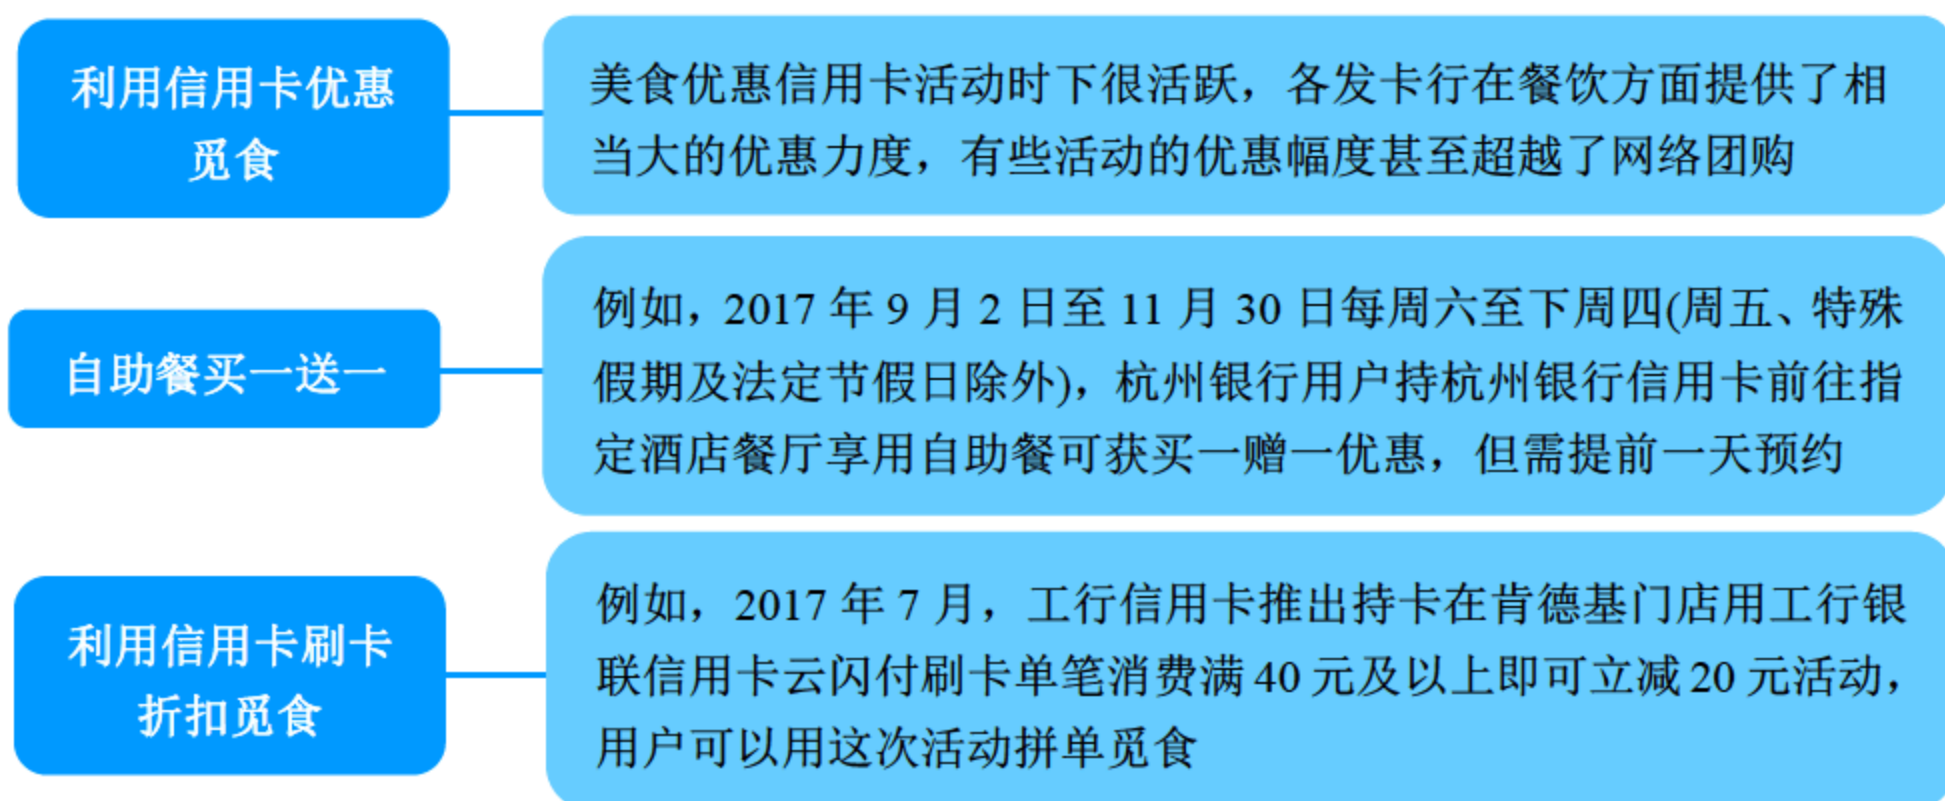 利用信用卡优惠
觅食
美食优惠信用卡活动时下很活跃，各发卡行在餐饮方面提供了相
当大的优惠力度，有些活动的优惠幅度甚至超越了网络团购
自助餐买一送一
例如，2017 年 9 月 2 日至 11 月 30 日每周六至下周四(周五、特殊
假期及法定节假日除外)，杭州银行用户持杭州银行信用卡前往指
定酒店餐厅享用自助餐可获买一赠一优惠，但需提前一天预约
利用信用卡刷卡
折扣觅食
例如，2017 年 7 月，工行信用卡推出持卡在肯德基门店用工行银
联信用卡云闪付刷卡单笔消费满 40 元及以上即可立减 20 元活动，
用户可以用这次活动拼单觅食